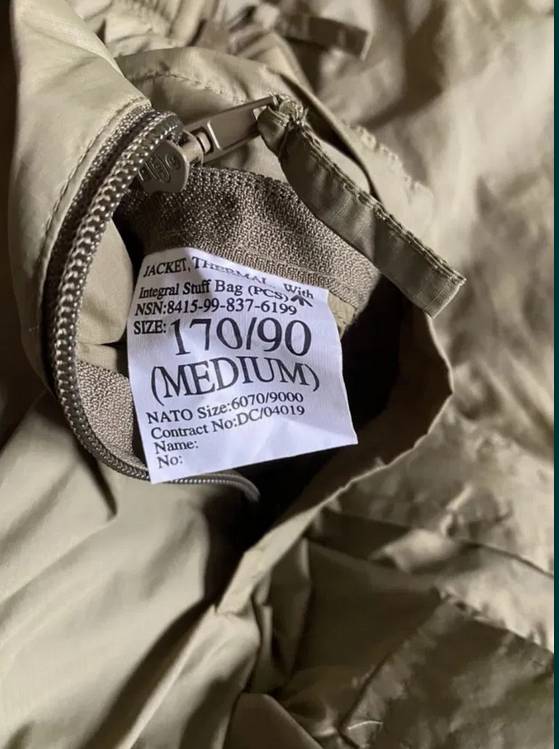 JACKET, THERMAL.. With
Integral Stuff Bag (PCS)
NSN:8415-99-837-6199
SIZE: 170/90
(MEDIUM)
NATO Size:6070/9000
Contract No:DC/04019
Name:
No: